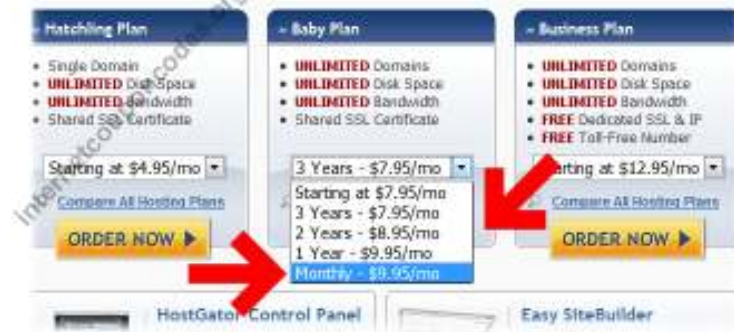 Hatchling Plan
Single Domain
UNLIMITED Disk Space
UNLIMITED Bandwidth
Shared SSL Certificate
Starting at $4.95/mo
Compare All Hosting Plans
ORDER NOW
Baby Plan
UNLIMITED Domains
UNLIMITED Disk Space
UNLIMITED Bandwidth
Shared SSL Certificate
3 Years - $7.95/mo
Starting at $7.95/mo
3 Years - $7.95/mo
2 Years - $8.95/mo
1 Year - $9.95/mo
Monthly - $9.95/mo
Business Plan
UNLIMITED Domains
UNLIMITED Disk Space
UNLIMITED Bandwidth
FREE Dedicated SSL & IP
FREE Toll-Free Number
arting at $12.95/mo
Compare All Hosting Plans
ORDER NOW
HostGator Control Panel
Easy SiteBuilder